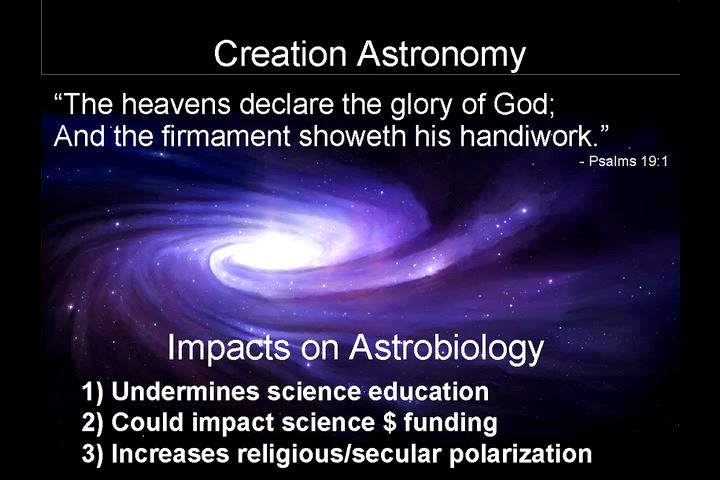 Creation Astronomy
“The heavens declare the glory of God;
And the firmament showeth his handiwork.”
- Psalms 19:1
Impacts on Astrobiology
1) Undermines science education
2) Could impact science $ funding
3) Increases religious/secular polarization